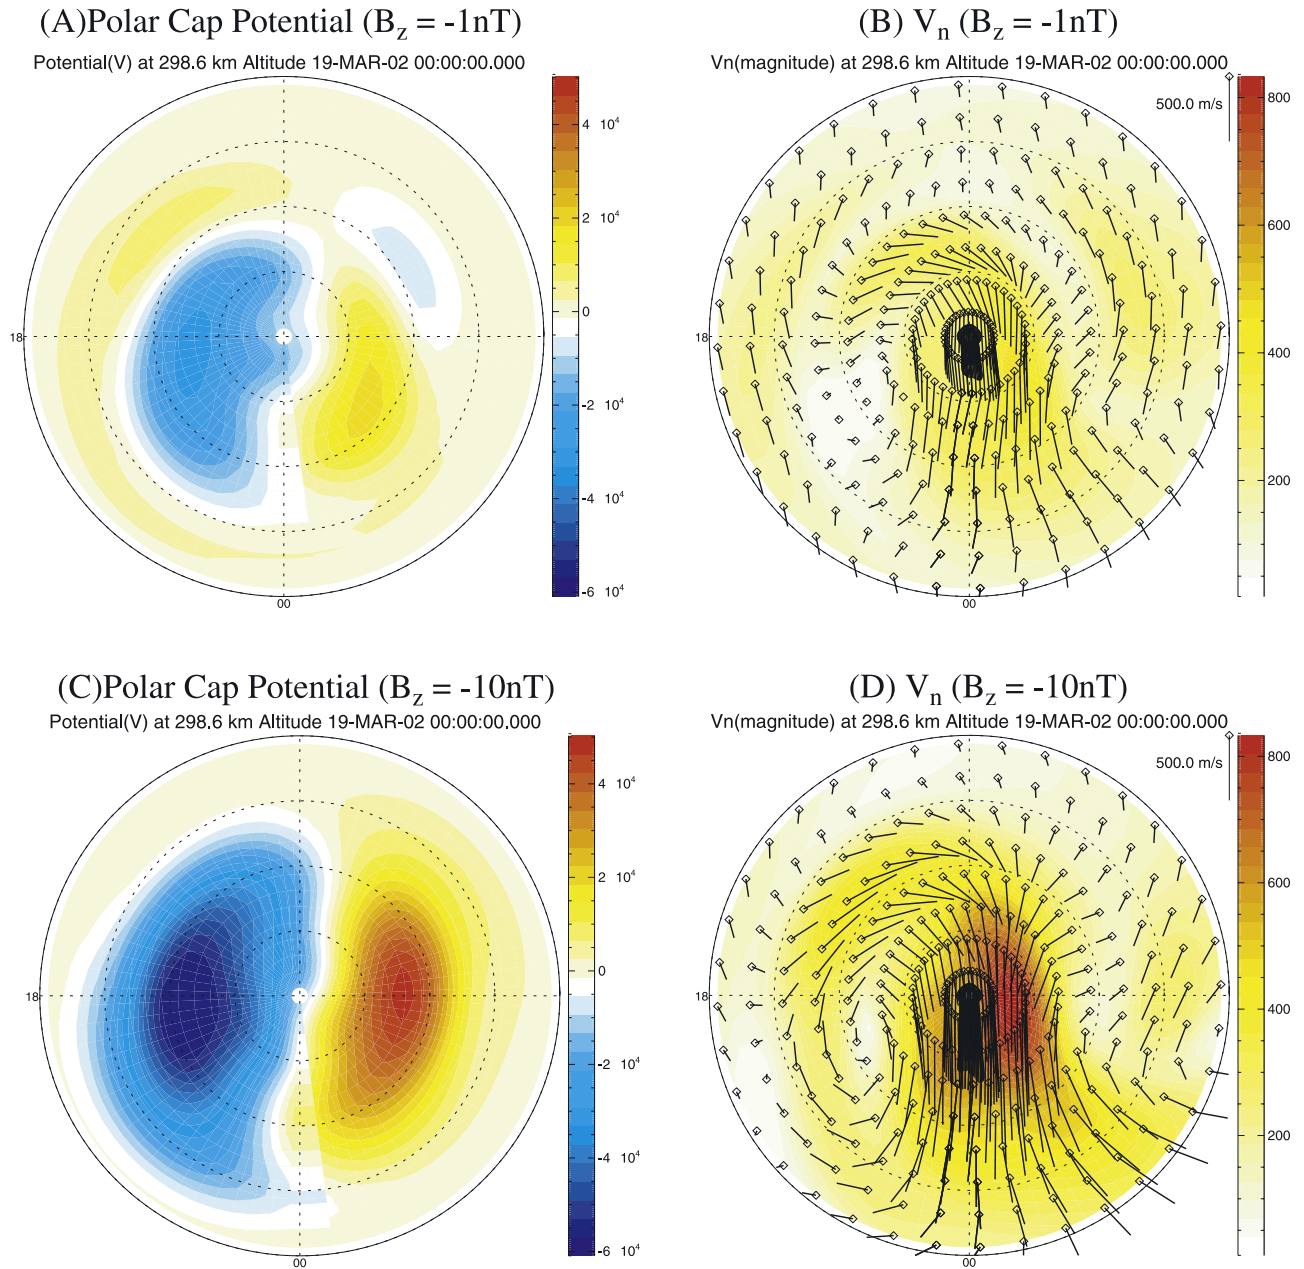 (A)Polar Cap Potential (Bz = -1nT)
Potential(V) at 298.6 km Altitude 19-MAR-02 00:00:00.000
4 10⁴
2 10⁴
0
-2 10⁴
-4 10⁴
-6 10⁴
18
00
(B) Vn (Bz = -1nT)
Vn(magnitude) at 298.6 km Altitude 19-MAR-02 00:00:00.000
500.0 m/s
800
600
400
200
18
00
(C)Polar Cap Potential (Bz = -10nT)
Potential(V) at 298.6 km Altitude 19-MAR-02 00:00:00.000
4 10⁴
2 10⁴
0
-2 10⁴
-4 10⁴
-6 10⁴
18
00
(D) Vn (Bz = -10nT)
Vn(magnitude) at 298.6 km Altitude 19-MAR-02 00:00:00.000
500.0 m/s
800
600
400
200
18
00